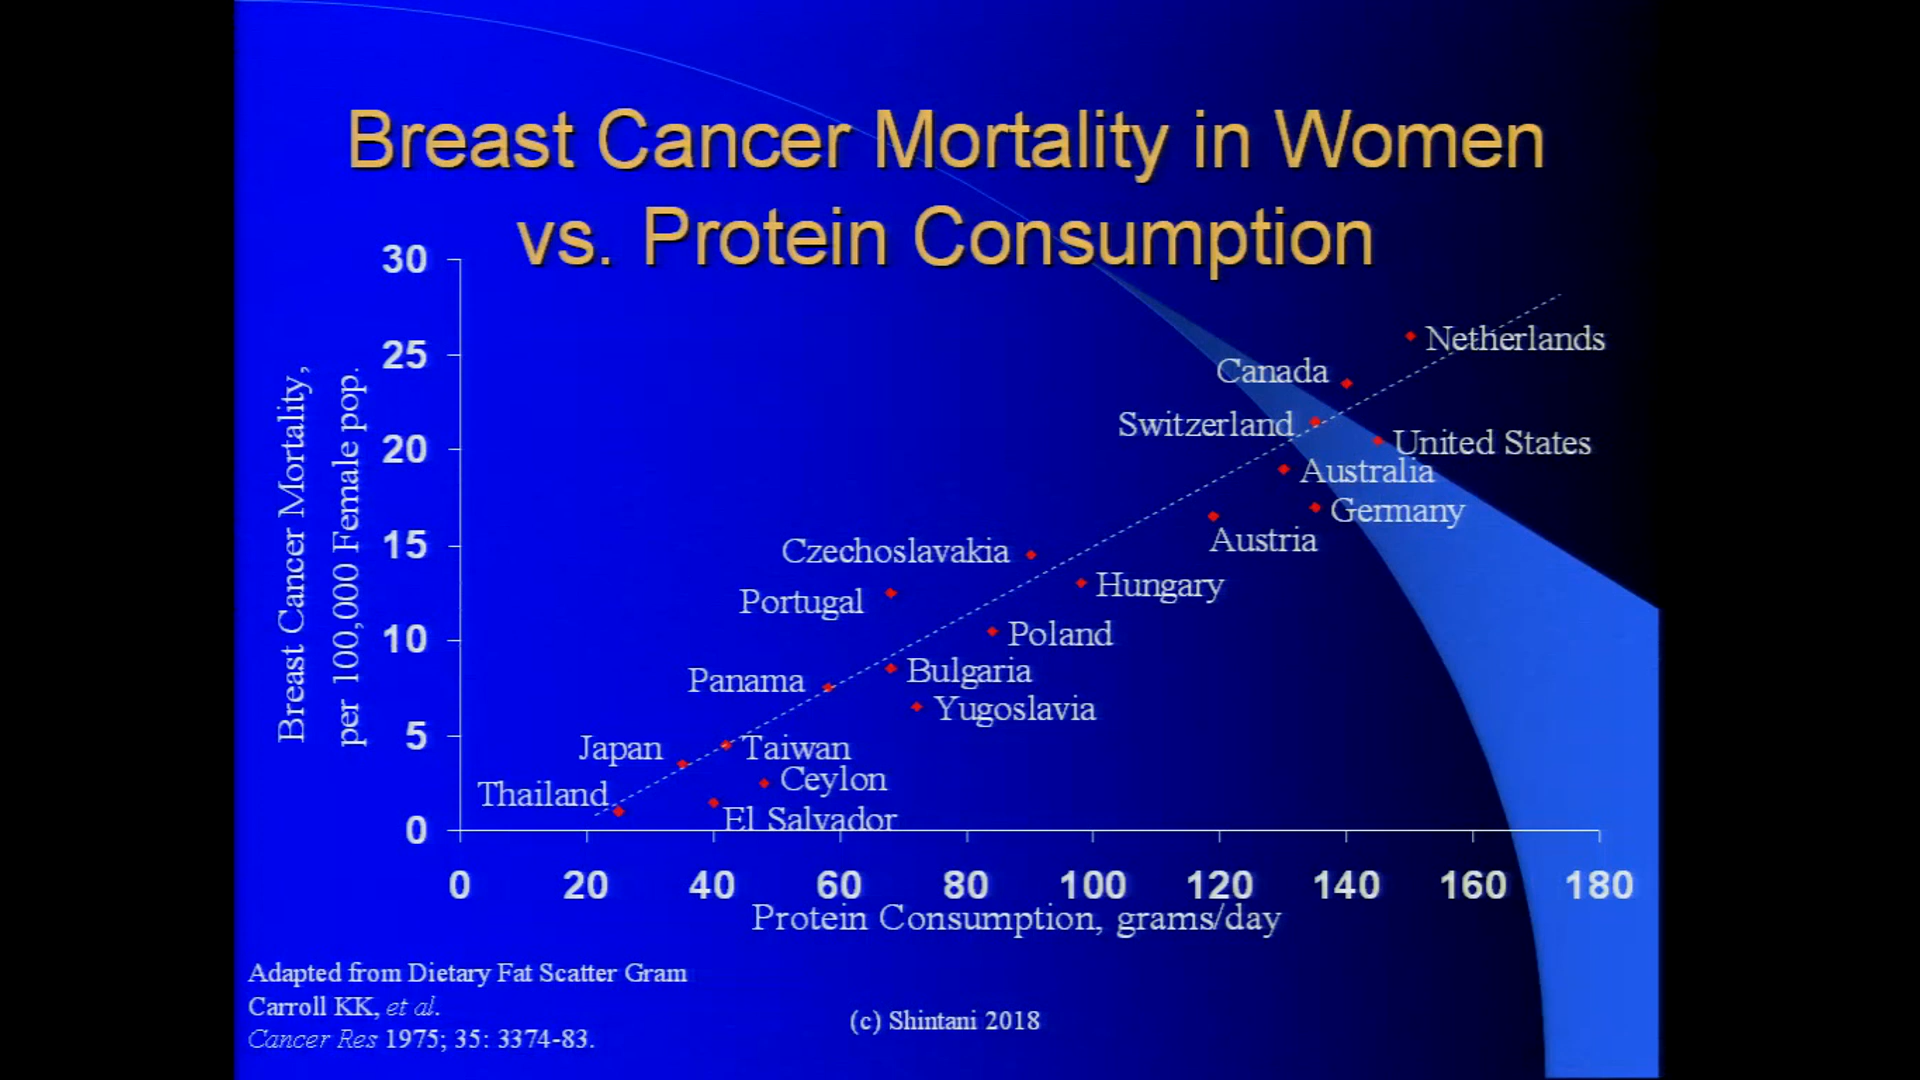 Breast Cancer Mortality in Women
vs. Protein Consumption
30
25
20
15
10
5
0
Breast Cancer Mortality,
per 100,000 Female pop.
Netherlands
Canada
Switzerland
United States
Australia
Germany
Austria
Czechoslavakia
Hungary
Portugal
Poland
Panama
Bulgaria
Yugoslavia
Japan
Taiwan
Ceylon
Thailand
El Salvador
0 20 40 60 80 100 120 140 160 180
Protein Consumption, grams/day
Adapted from Dietary Fat Scatter Gram
Carroll KK, et al.
Cancer Res 1975; 35: 3374-83.
(c) Shintani 2018